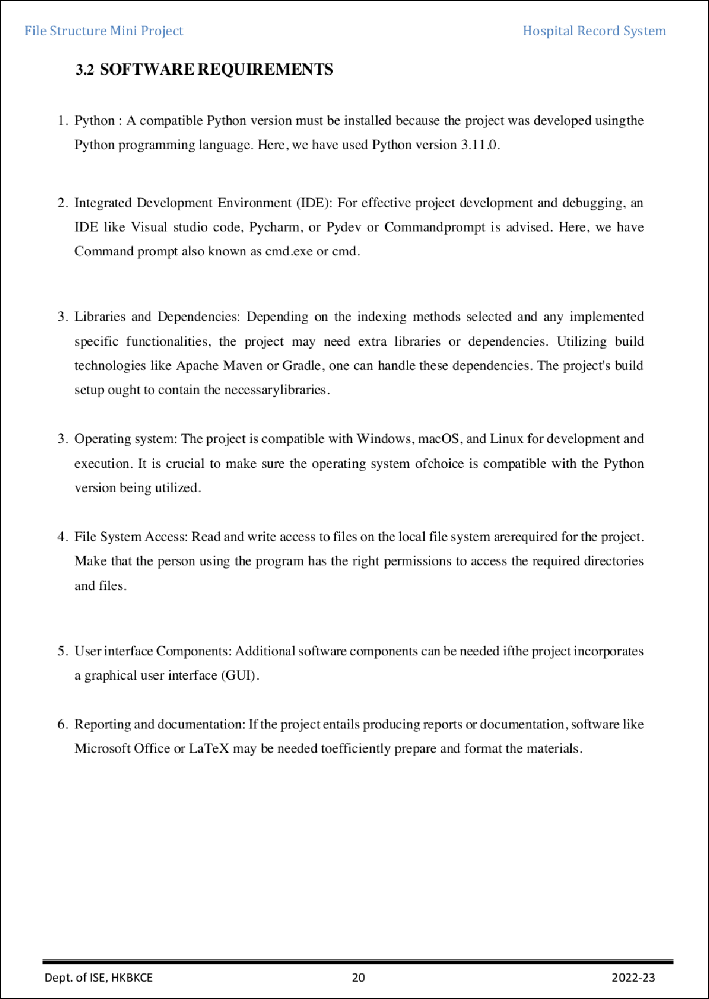 File Structure Mini Project Hospital Record System
3.2 SOFTWARE REQUIREMENTS
1. Python : A compatible Python version must be installed because the project was developed usingthe
Python programming language. Here, we have used Python version 3.11.0.
2. Integrated Development Environment (IDE): For effective project development and debugging, an
IDE like Visual studio code, Pycharm, or Pydev or Commandprompt is advised. Here, we have
Command prompt also known as cmd.exe or cmd.
3. Libraries and Dependencies: Depending on the indexing methods selected and any implemented
specific functionalities, the project may need extra libraries or dependencies. Utilizing build
technologies like Apache Maven or Gradle, one can handle these dependencies. The project's build
setup ought to contain the necessarylibraries.
3. Operating system: The project is compatible with Windows, macOS, and Linux for development and
execution. It is crucial to make sure the operating system ofchoice is compatible with the Python
version being utilized.
4. File System Access: Read and write access to files on the local file system arerequired for the project.
Make that the person using the program has the right permissions to access the required directories
and files.
5. User interface Components: Additional software components can be needed ifthe project incorporates
a graphical user interface (GUI).
6. Reporting and documentation: If the project entails producing reports or documentation, software like
Microsoft Office or LaTeX may be needed toefficiently prepare and format the materials.
Dept. of ISE, HKBKCE 20 2022-23